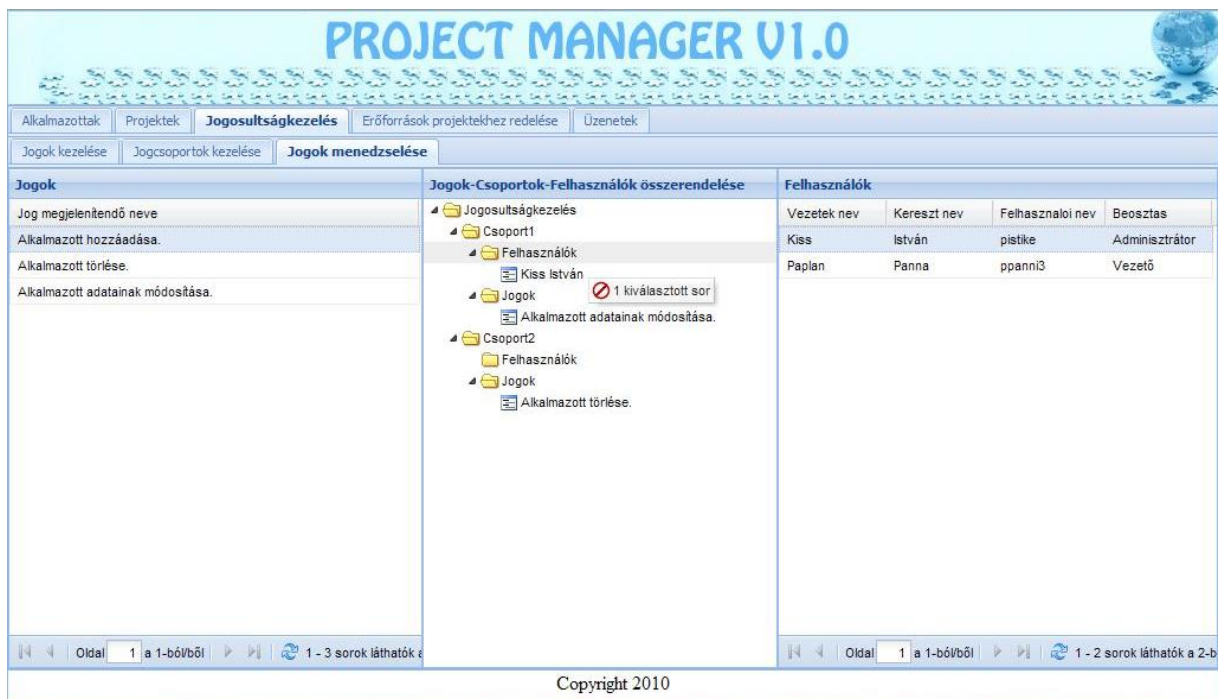 PROJECT MANAGER V1.0
Alkalmazottak Projektek Jogosultságkezelés Erőforrások projektekhez redelése Üzenetek
Jogok kezelése Jogcsoportok kezelése Jogok menedzselése
Jogok
Jog megjelenítendő neve
Alkalmazott hozzáadása.
Alkalmazott törlése.
Alkalmazott adatainak módosítása.
Oldal 1 a 1-ból/ből 1 - 3 sorok láthatók
Jogok-Csoportok-Felhasználók összerendelése
Jogosultságkezelés
Csoport1
Felhasználók
Kiss István
1 kiválasztott sor
Jogok
Alkalmazott adatainak módosítása.
Csoport2
Felhasználók
Jogok
Alkalmazott törlése.
Felhasználók
Vezetek nev Kereszt nev Felhasznaloi nev Beosztas
Kiss István pistike Adminisztrátor
Paplan Panna ppanni3 Vezető
Oldal 1 a 1-ból/ből 1 - 2 sorok láthatók a 2-b
Copyright 2010